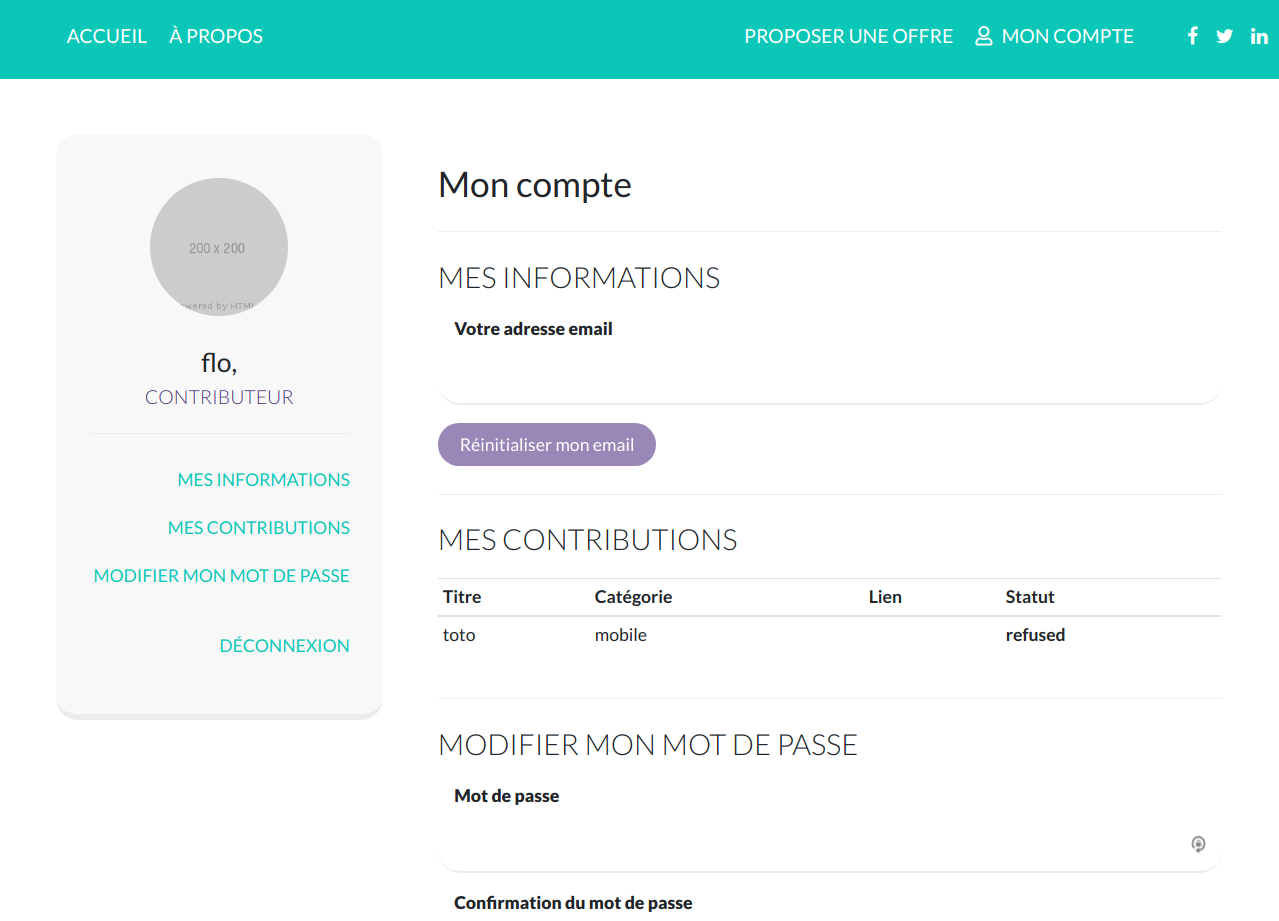 ACCUEIL À PROPOS PROPOSER UNE OFFRE MON COMPTE
200 x 200
wered by HTML
flo,
CONTRIBUTEUR
MES INFORMATIONS
MES CONTRIBUTIONS
MODIFIER MON MOT DE PASSE
DÉCONNEXION
Mon compte
MES INFORMATIONS
Votre adresse email
Réinitialiser mon email
MES CONTRIBUTIONS
Titre Catégorie Lien Statut
toto mobile refused
MODIFIER MON MOT DE PASSE
Mot de passe
Confirmation du mot de passe